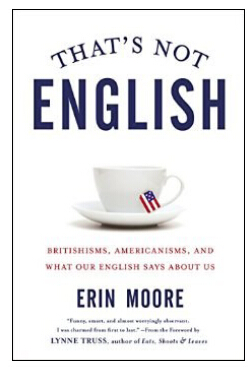 THAT'S NOT
ENGLISH
BRITISHISMS, AMERICANISMS, AND
WHAT OUR ENGLISH SAYS ABOUT US
ERIN MOORE
"Funny, smart, and almost worryingly observant.
I was charmed from first to last." —From the Foreword by
LYNNE TRUSS, author of Eats, Shoots & Leaves